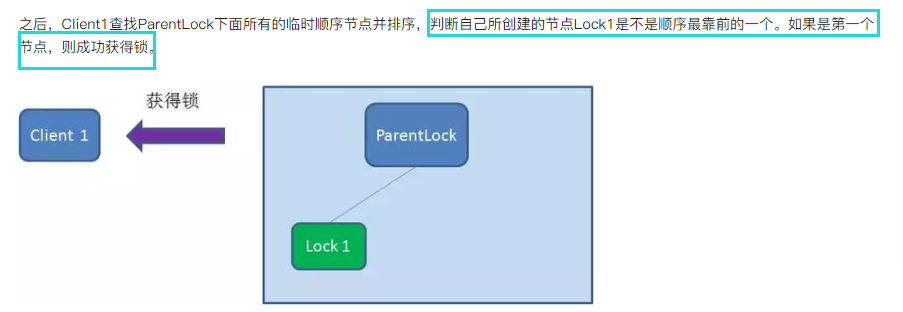 之后，Client1查找ParentLock下面所有的临时顺序节点并排序，判断自己所创建的节点Lock1是不是顺序最靠前的一个。如果是第一个
节点，则成功获得锁。
获得锁
Client 1
ParentLock
Lock 1